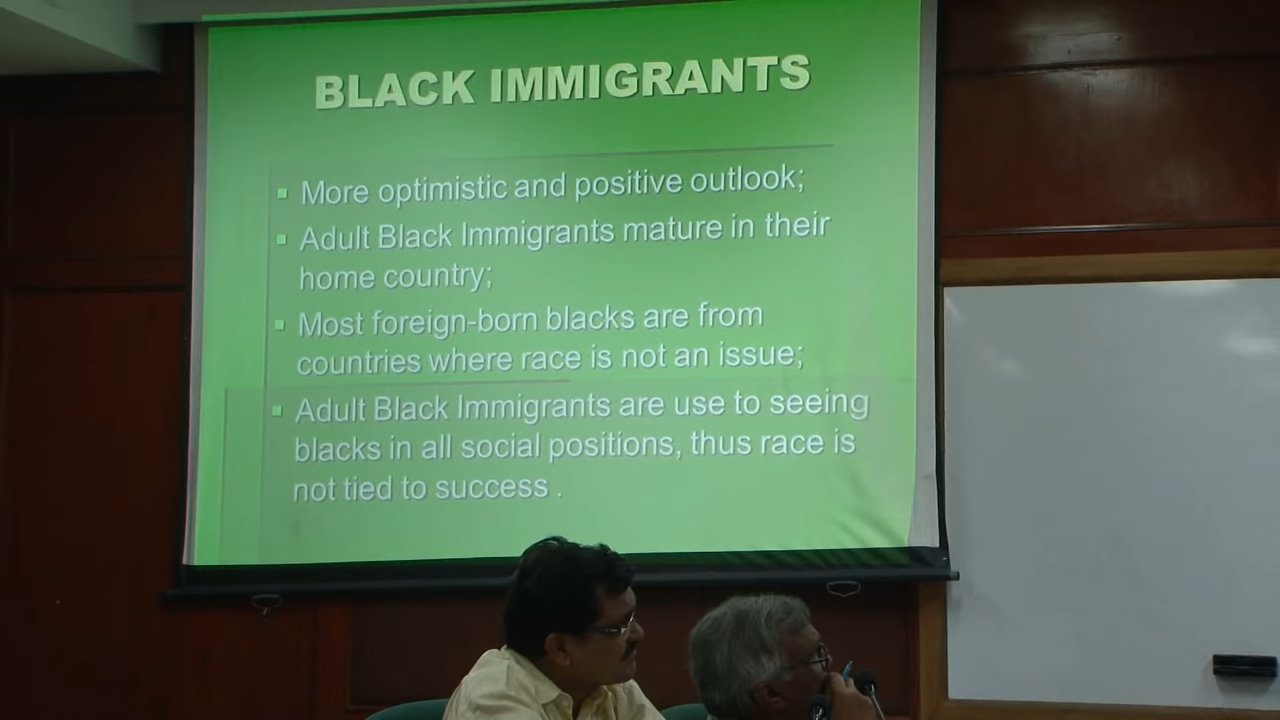 BLACK IMMIGRANTS
More optimistic and positive outlook;
Adult Black Immigrants mature in their
home country;
Most foreign-born blacks are from
countries where race is not an issue;
Adult Black Immigrants are use to seeing
blacks in all social positions, thus race is
not tied to success .